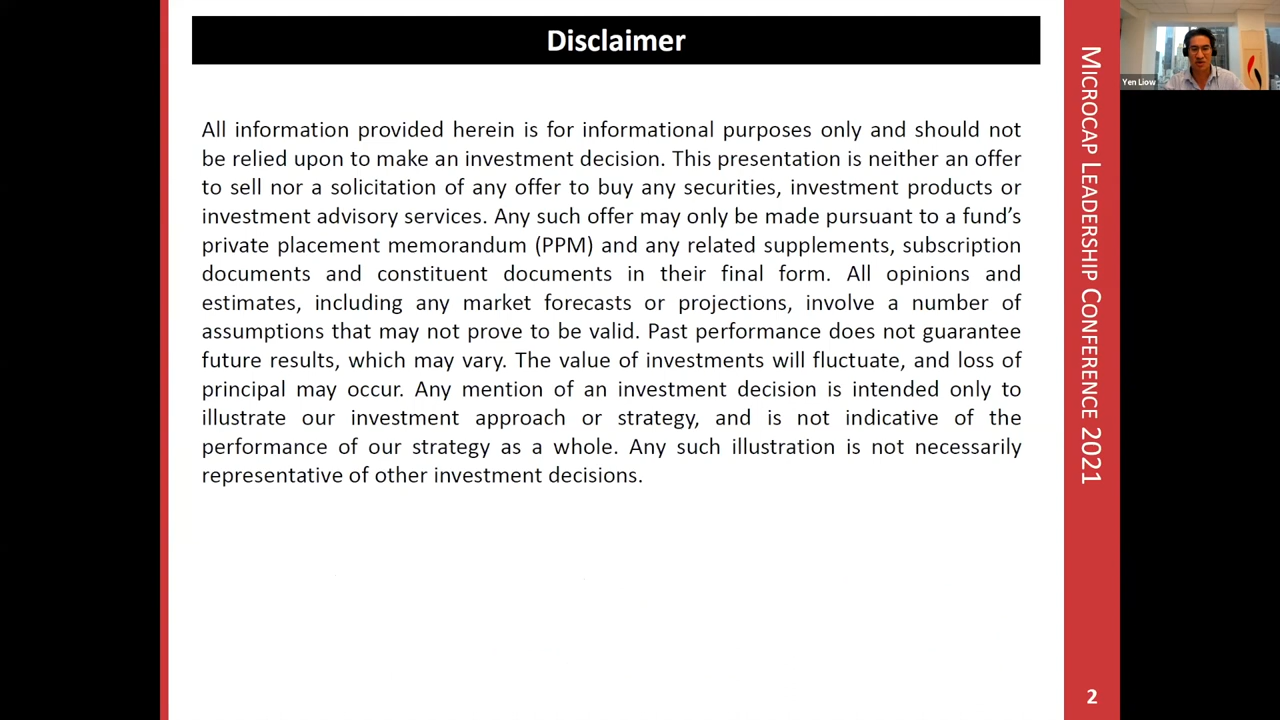 Disclaimer
All information provided herein is for informational purposes only and should not
be relied upon to make an investment decision. This presentation is neither an offer
to sell nor a solicitation of any offer to buy any securities, investment products or
investment advisory services. Any such offer may only be made pursuant to a fund’s
private placement memorandum (PPM) and any related supplements, subscription
documents and constituent documents in their final form. All opinions and
estimates, including any market forecasts or projections, involve a number of
assumptions that may not prove to be valid. Past performance does not guarantee
future results, which may vary. The value of investments will fluctuate, and loss of
principal may occur. Any mention of an investment decision is intended only to
illustrate our investment approach or strategy, and is not indicative of the
performance of our strategy as a whole. Any such illustration is not necessarily
representative of other investment decisions.
MICROCAP LEADERSHIP CONFERENCE 2021
2
Yen Liow